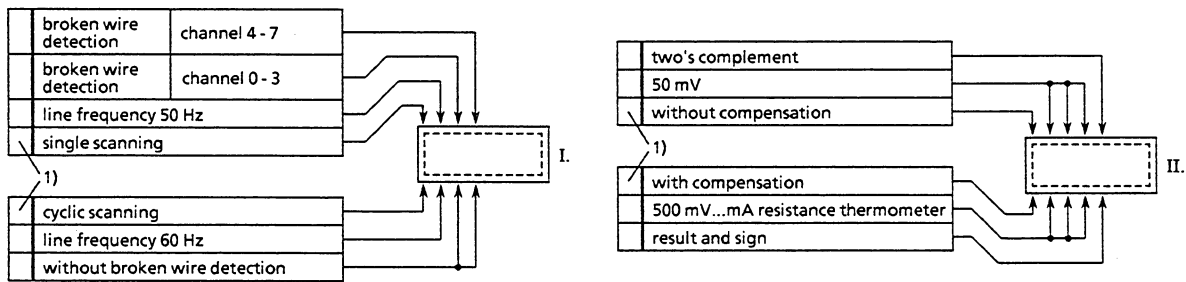 broken wire
detection
channel 4 - 7
broken wire
detection
channel 0 - 3
line frequency 50 Hz
single scanning
I.
1)
cyclic scanning
line frequency 60 Hz
without broken wire detection
two's complement
50 mV
without compensation
1)
II.
with compensation
500 mV...mA resistance thermometer
result and sign